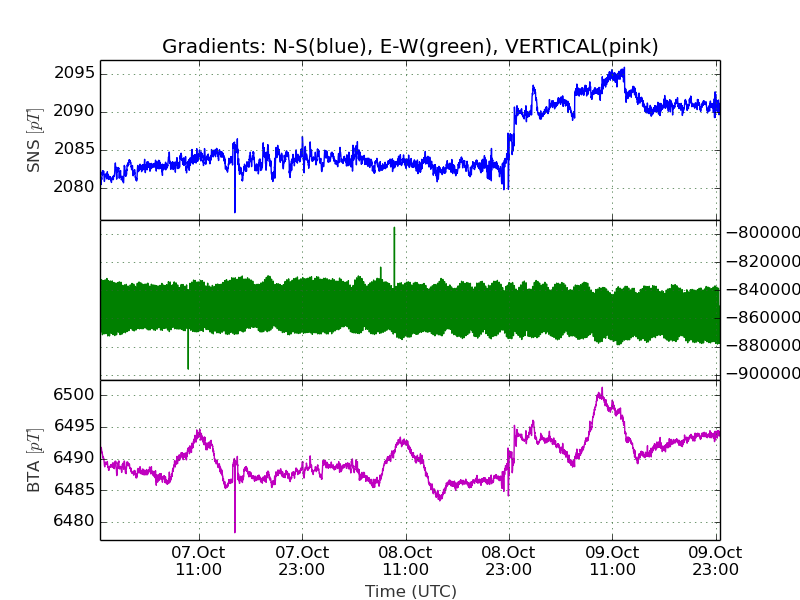 Gradients: N-S(blue), E-W(green), VERTICAL(pink)
2095
2090
2085
2080
SNS [pT]
−800000
−820000
−840000
−860000
−880000
−900000
6500
6495
6490
6485
6480
BTA [pT]
07.Oct
11:00
07.Oct
23:00
08.Oct
11:00
08.Oct
23:00
09.Oct
11:00
09.Oct
23:00
Time (UTC)